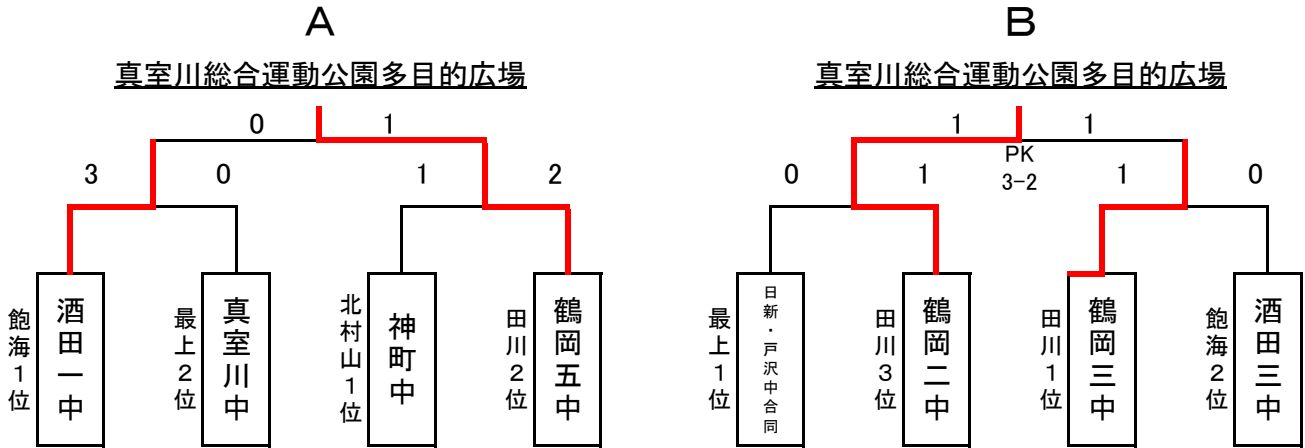 A
真室川総合運動公園多目的広場
0 1
3 0 1 2
飽海1位
酒田一中
最上2位
真室川中
北村山1位
神町中
田川2位
鶴岡五中
B
真室川総合運動公園多目的広場
1 1
PK
3-2
0 1 1 0
最上1位
日新・戸沢中合同
田川3位
鶴岡二中
田川1位
鶴岡三中
飽海2位
酒田三中